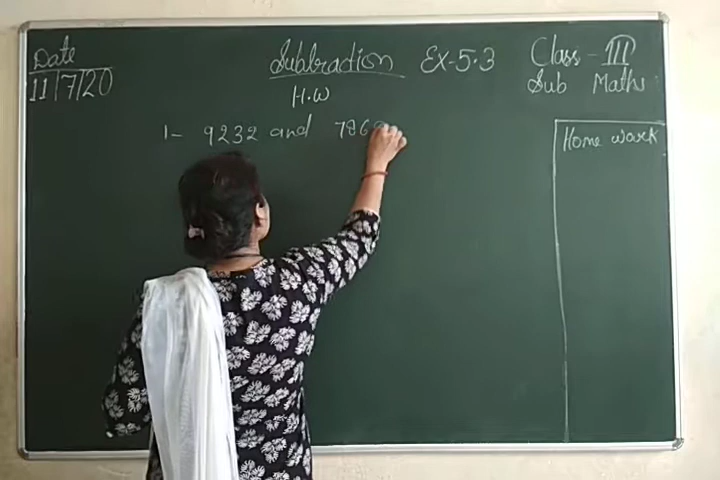 Date
11/7/20
Subtraction Ex-5.3
H.W
Class - III
Sub Maths
1- 9232 and
Home work